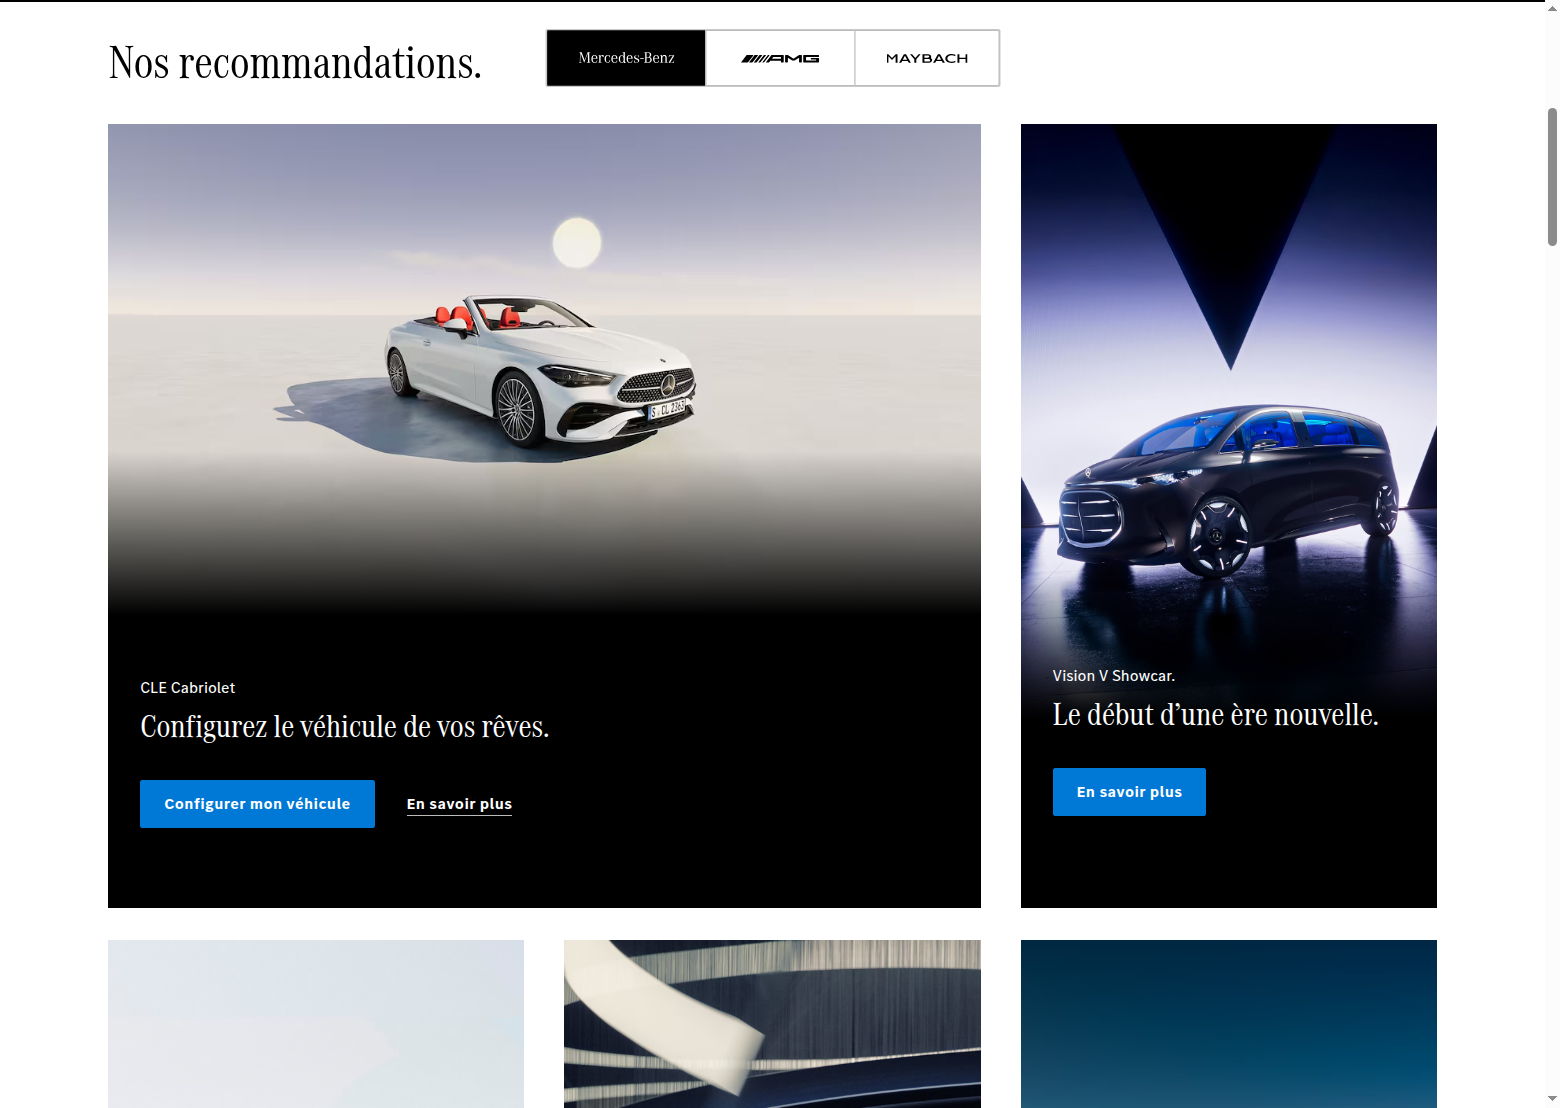 Nos recommandations.
Mercedes-Benz
AMG
MAYBACH
S CL 2363
CLE Cabriolet
Configurez le véhicule de vos rêves.
Configurer mon véhicule
En savoir plus
Vision V Showcar.
Le début d’une ère nouvelle.
En savoir plus